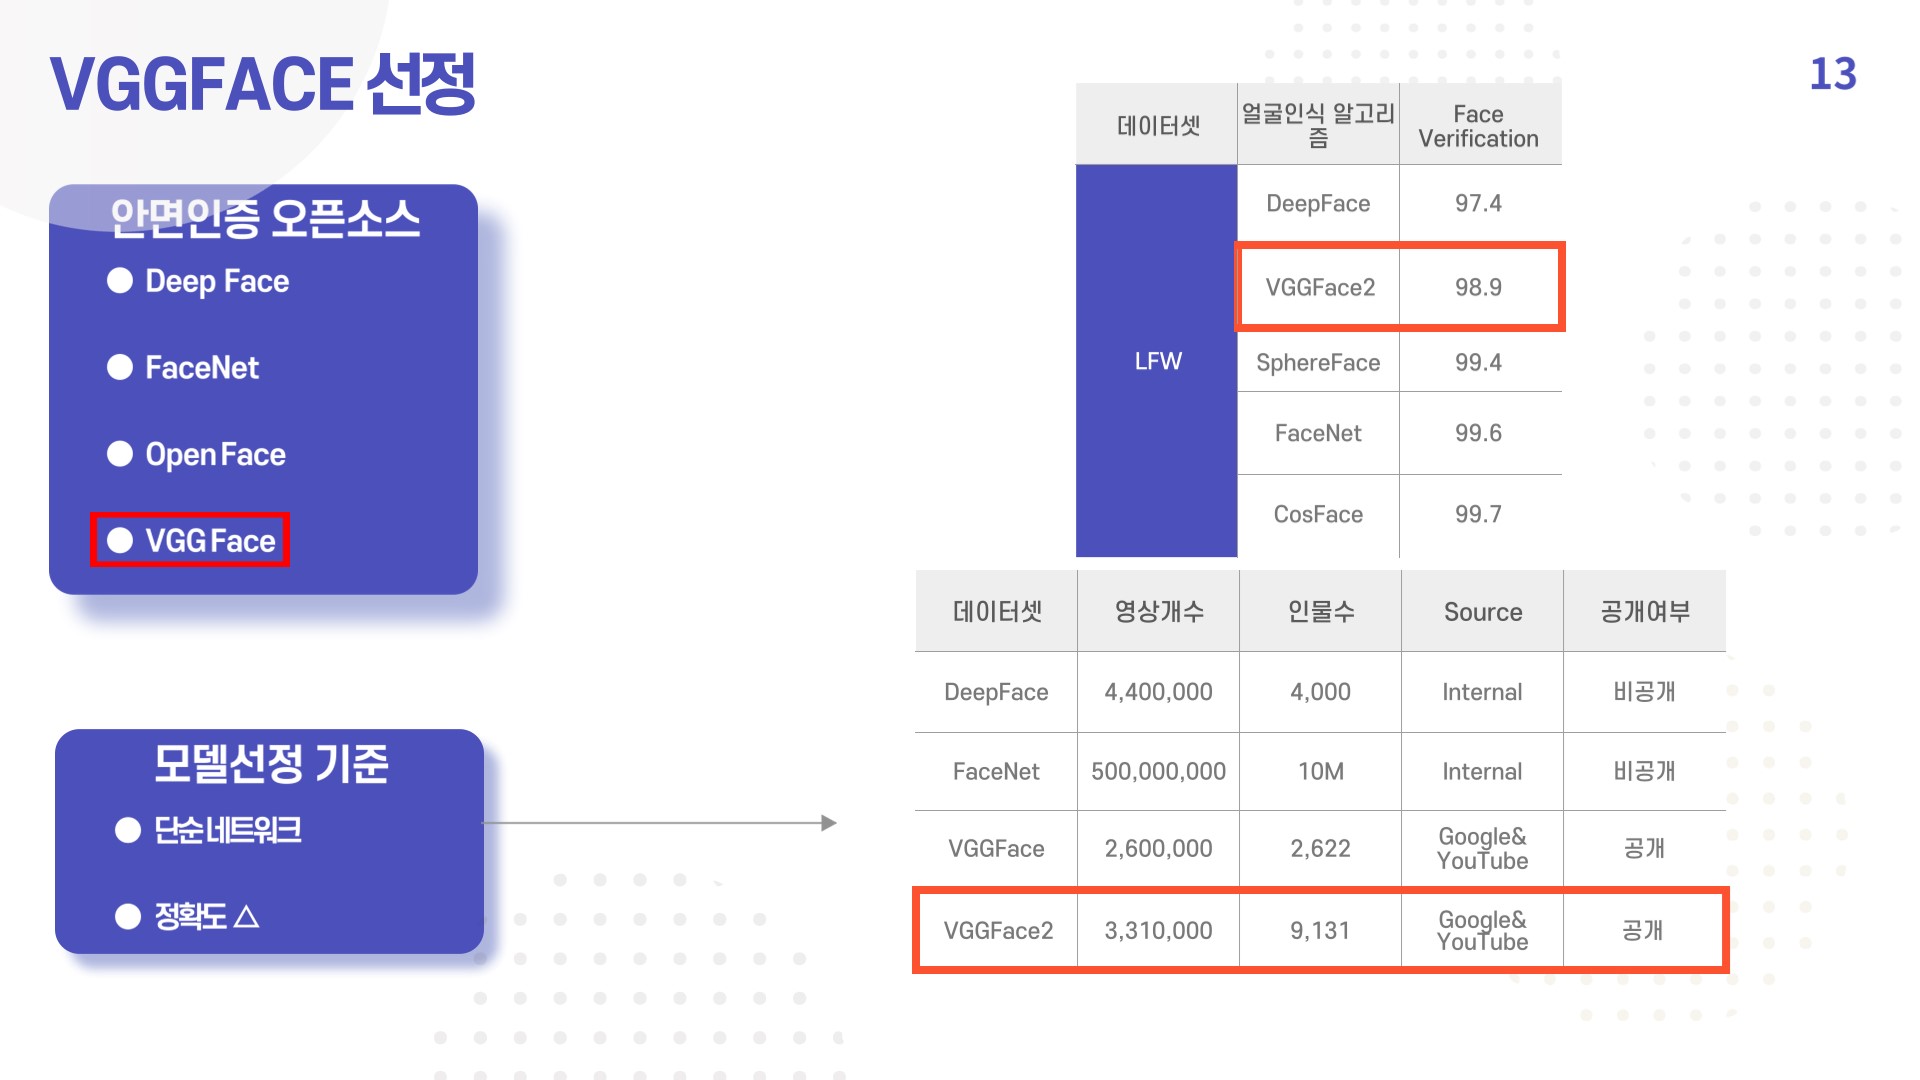 VGGFACE 선정
13
안면인증 오픈소스
Deep Face
FaceNet
Open Face
VGG Face
모델선정 기준
단순 네트워크
정확도 △
데이터셋 얼굴인식 알고리 Face
즘 Verification
DeepFace 97.4
VGGFace2 98.9
LFW SphereFace 99.4
FaceNet 99.6
CosFace 99.7
데이터셋 영상개수 인물수 Source 공개여부
DeepFace 4,400,000 4,000 Internal 비공개
FaceNet 500,000,000 10M Internal 비공개
VGGFace 2,600,000 2,622 Google& 공개
YouTube
VGGFace2 3,310,000 9,131 Google& 공개
YouTube